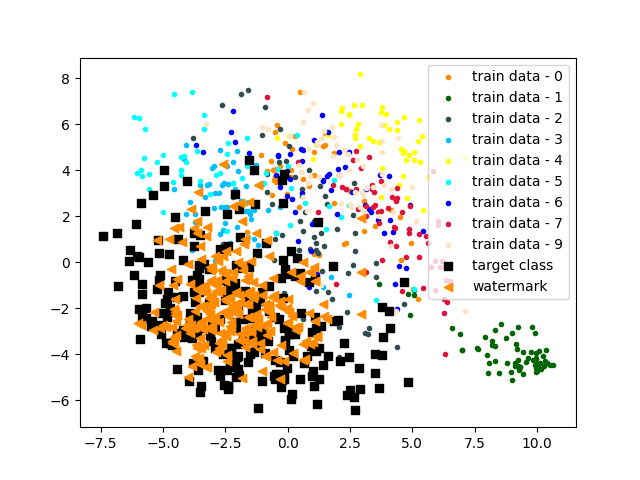 8
6
4
2
0
−2
−4
−6
−7.5
−5.0
−2.5
0.0
2.5
5.0
7.5
10.0
train data - 0
train data - 1
train data - 2
train data - 3
train data - 4
train data - 5
train data - 6
train data - 7
train data - 9
target class
watermark